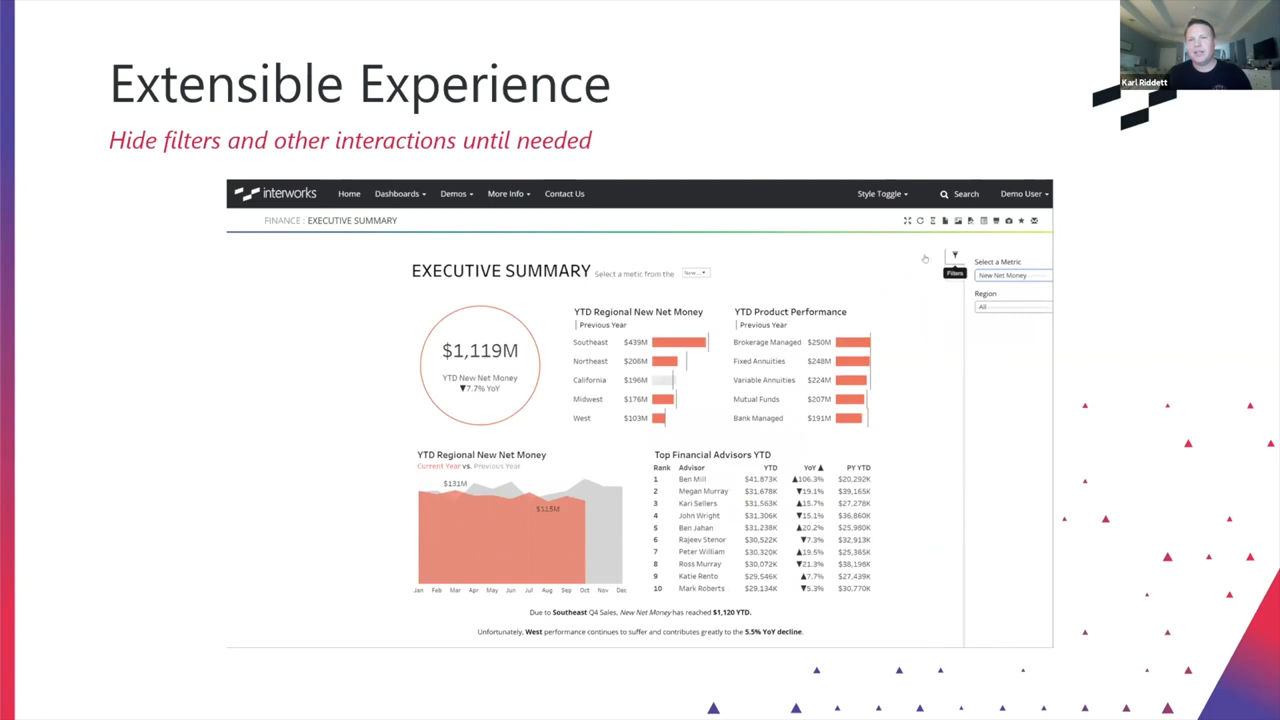 Extensible Experience
Hide filters and other interactions until needed
Karl Riddett
interworks Home Dashboards Demos More Info Contact Us Style Toggle Search Demo User
FINANCE : EXECUTIVE SUMMARY
EXECUTIVE SUMMARY Select a metic from the New ...
Filters
Select a Metric
New Net Money
Region
All
$1,119M
YTD New Net Money
▼7.7% YoY
YTD Regional New Net Money
Previous Year
Southeast $439M
Northeast $206M
California $196M
Midwest $176M
West $103M
YTD Product Performance
Previous Year
Brokerage Managed $250M
Fixed Annuities $248M
Variable Annuities $224M
Mutual Funds $207M
Bank Managed $191M
YTD Regional New Net Money
Current Year vs. Previous Year
$131M
$115M
Jan Feb Mar Apr May Jun Jul Aug Sep Oct Nov Dec
Top Financial Advisors YTD
Rank Advisor YTD YoY ▲ PY YTD
1 Ben Mill $41,873K ▲106.3% $20,292K
2 Megan Murray $31,678K ▼19.1% $39,165K
3 Kari Sellers $31,563K ▲15.7% $27,278K
4 John Wright $31,306K ▼15.1% $36,860K
5 Ben Jahan $31,238K ▲20.2% $25,980K
6 Rajeev Stenor $30,522K ▼7.3% $32,913K
7 Peter William $30,320K ▲19.5% $25,365K
8 Ross Murray $30,072K ▼21.3% $38,198K
9 Katie Rento $29,546K ▲7.7% $27,439K
10 Mark Roberts $29,134K ▼5.3% $30,770K
Due to Southeast Q4 Sales, New Net Money has reached $1,120 YTD.
Unfortunately, West performance continues to suffer and contributes greatly to the 5.5% YoY decline.